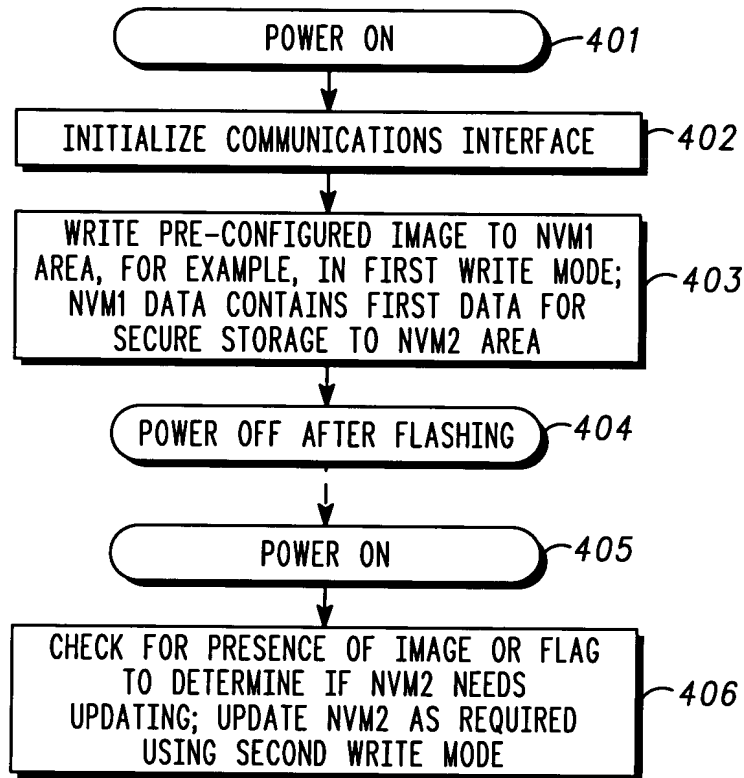 POWER ON
401
INITIALIZE COMMUNICATIONS INTERFACE
402
WRITE PRE-CONFIGURED IMAGE TO NVM1
AREA, FOR EXAMPLE, IN FIRST WRITE MODE;
NVM1 DATA CONTAINS FIRST DATA FOR
SECURE STORAGE TO NVM2 AREA
403
POWER OFF AFTER FLASHING
404
POWER ON
405
CHECK FOR PRESENCE OF IMAGE OR FLAG
TO DETERMINE IF NVM2 NEEDS
UPDATING; UPDATE NVM2 AS REQUIRED
USING SECOND WRITE MODE
406